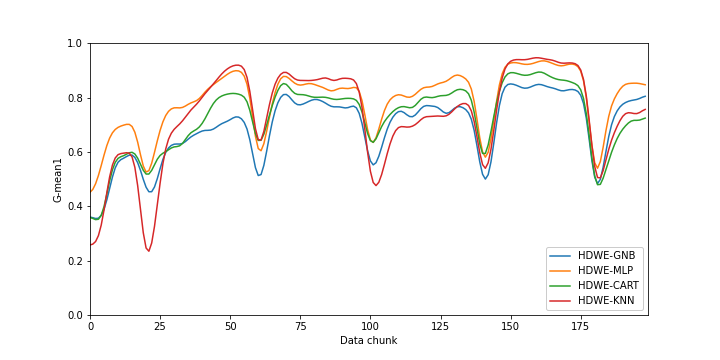 1.0
0.8
0.6
0.4
0.2
0.0
G-mean1
0 25 50 75 100 125 150 175
Data chunk
HDWE-GNB
HDWE-MLP
HDWE-CART
HDWE-KNN